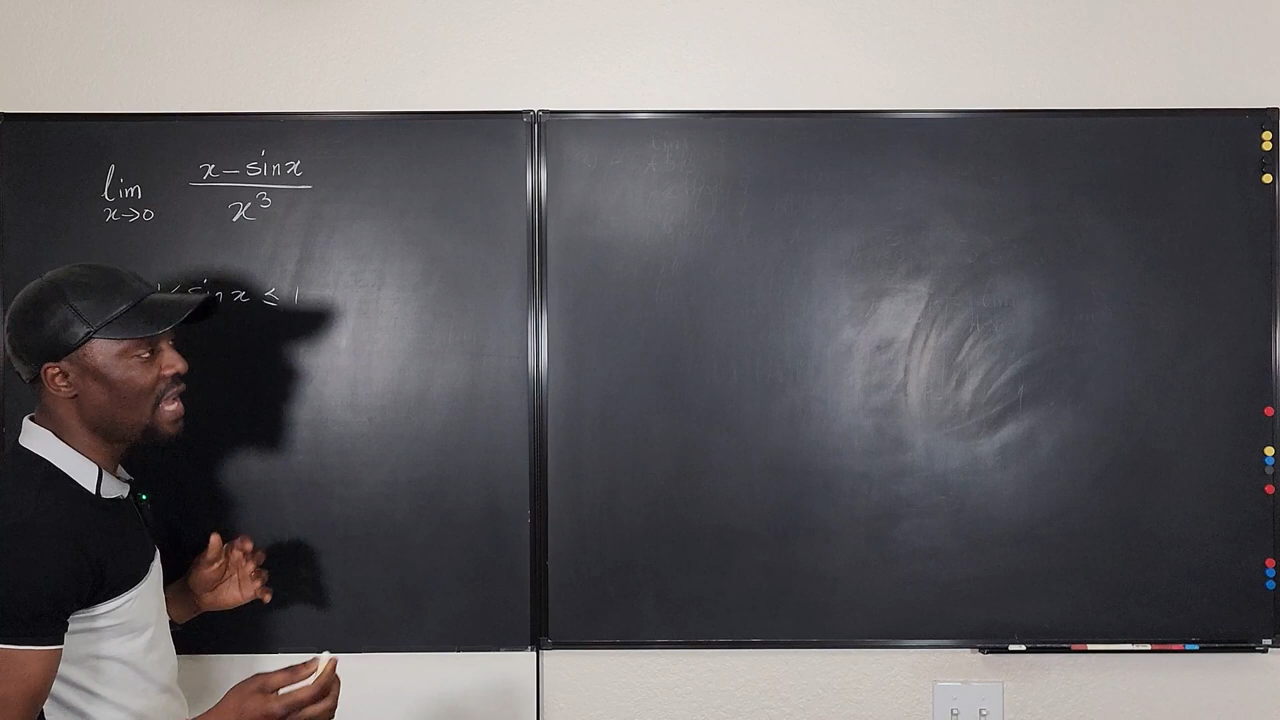 lim x→0 x - sin x / x³
≤ sin x ≤ 1